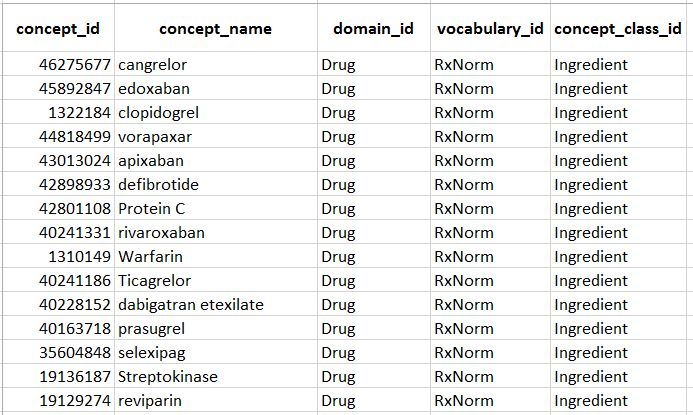 concept_id concept_name domain_id vocabulary_id concept_class_id
46275677 cangrelor Drug RxNorm Ingredient
45892847 edoxaban Drug RxNorm Ingredient
1322184 clopidogrel Drug RxNorm Ingredient
44818499 vorapaxar Drug RxNorm Ingredient
43013024 apixaban Drug RxNorm Ingredient
42898933 defibrotide Drug RxNorm Ingredient
42801108 Protein C Drug RxNorm Ingredient
40241331 rivaroxaban Drug RxNorm Ingredient
1310149 Warfarin Drug RxNorm Ingredient
40241186 Ticagrelor Drug RxNorm Ingredient
40228152 dabigatran etexilate Drug RxNorm Ingredient
40163718 prasugrel Drug RxNorm Ingredient
35604848 selexipag Drug RxNorm Ingredient
19136187 Streptokinase Drug RxNorm Ingredient
19129274 reviparin Drug RxNorm Ingredient